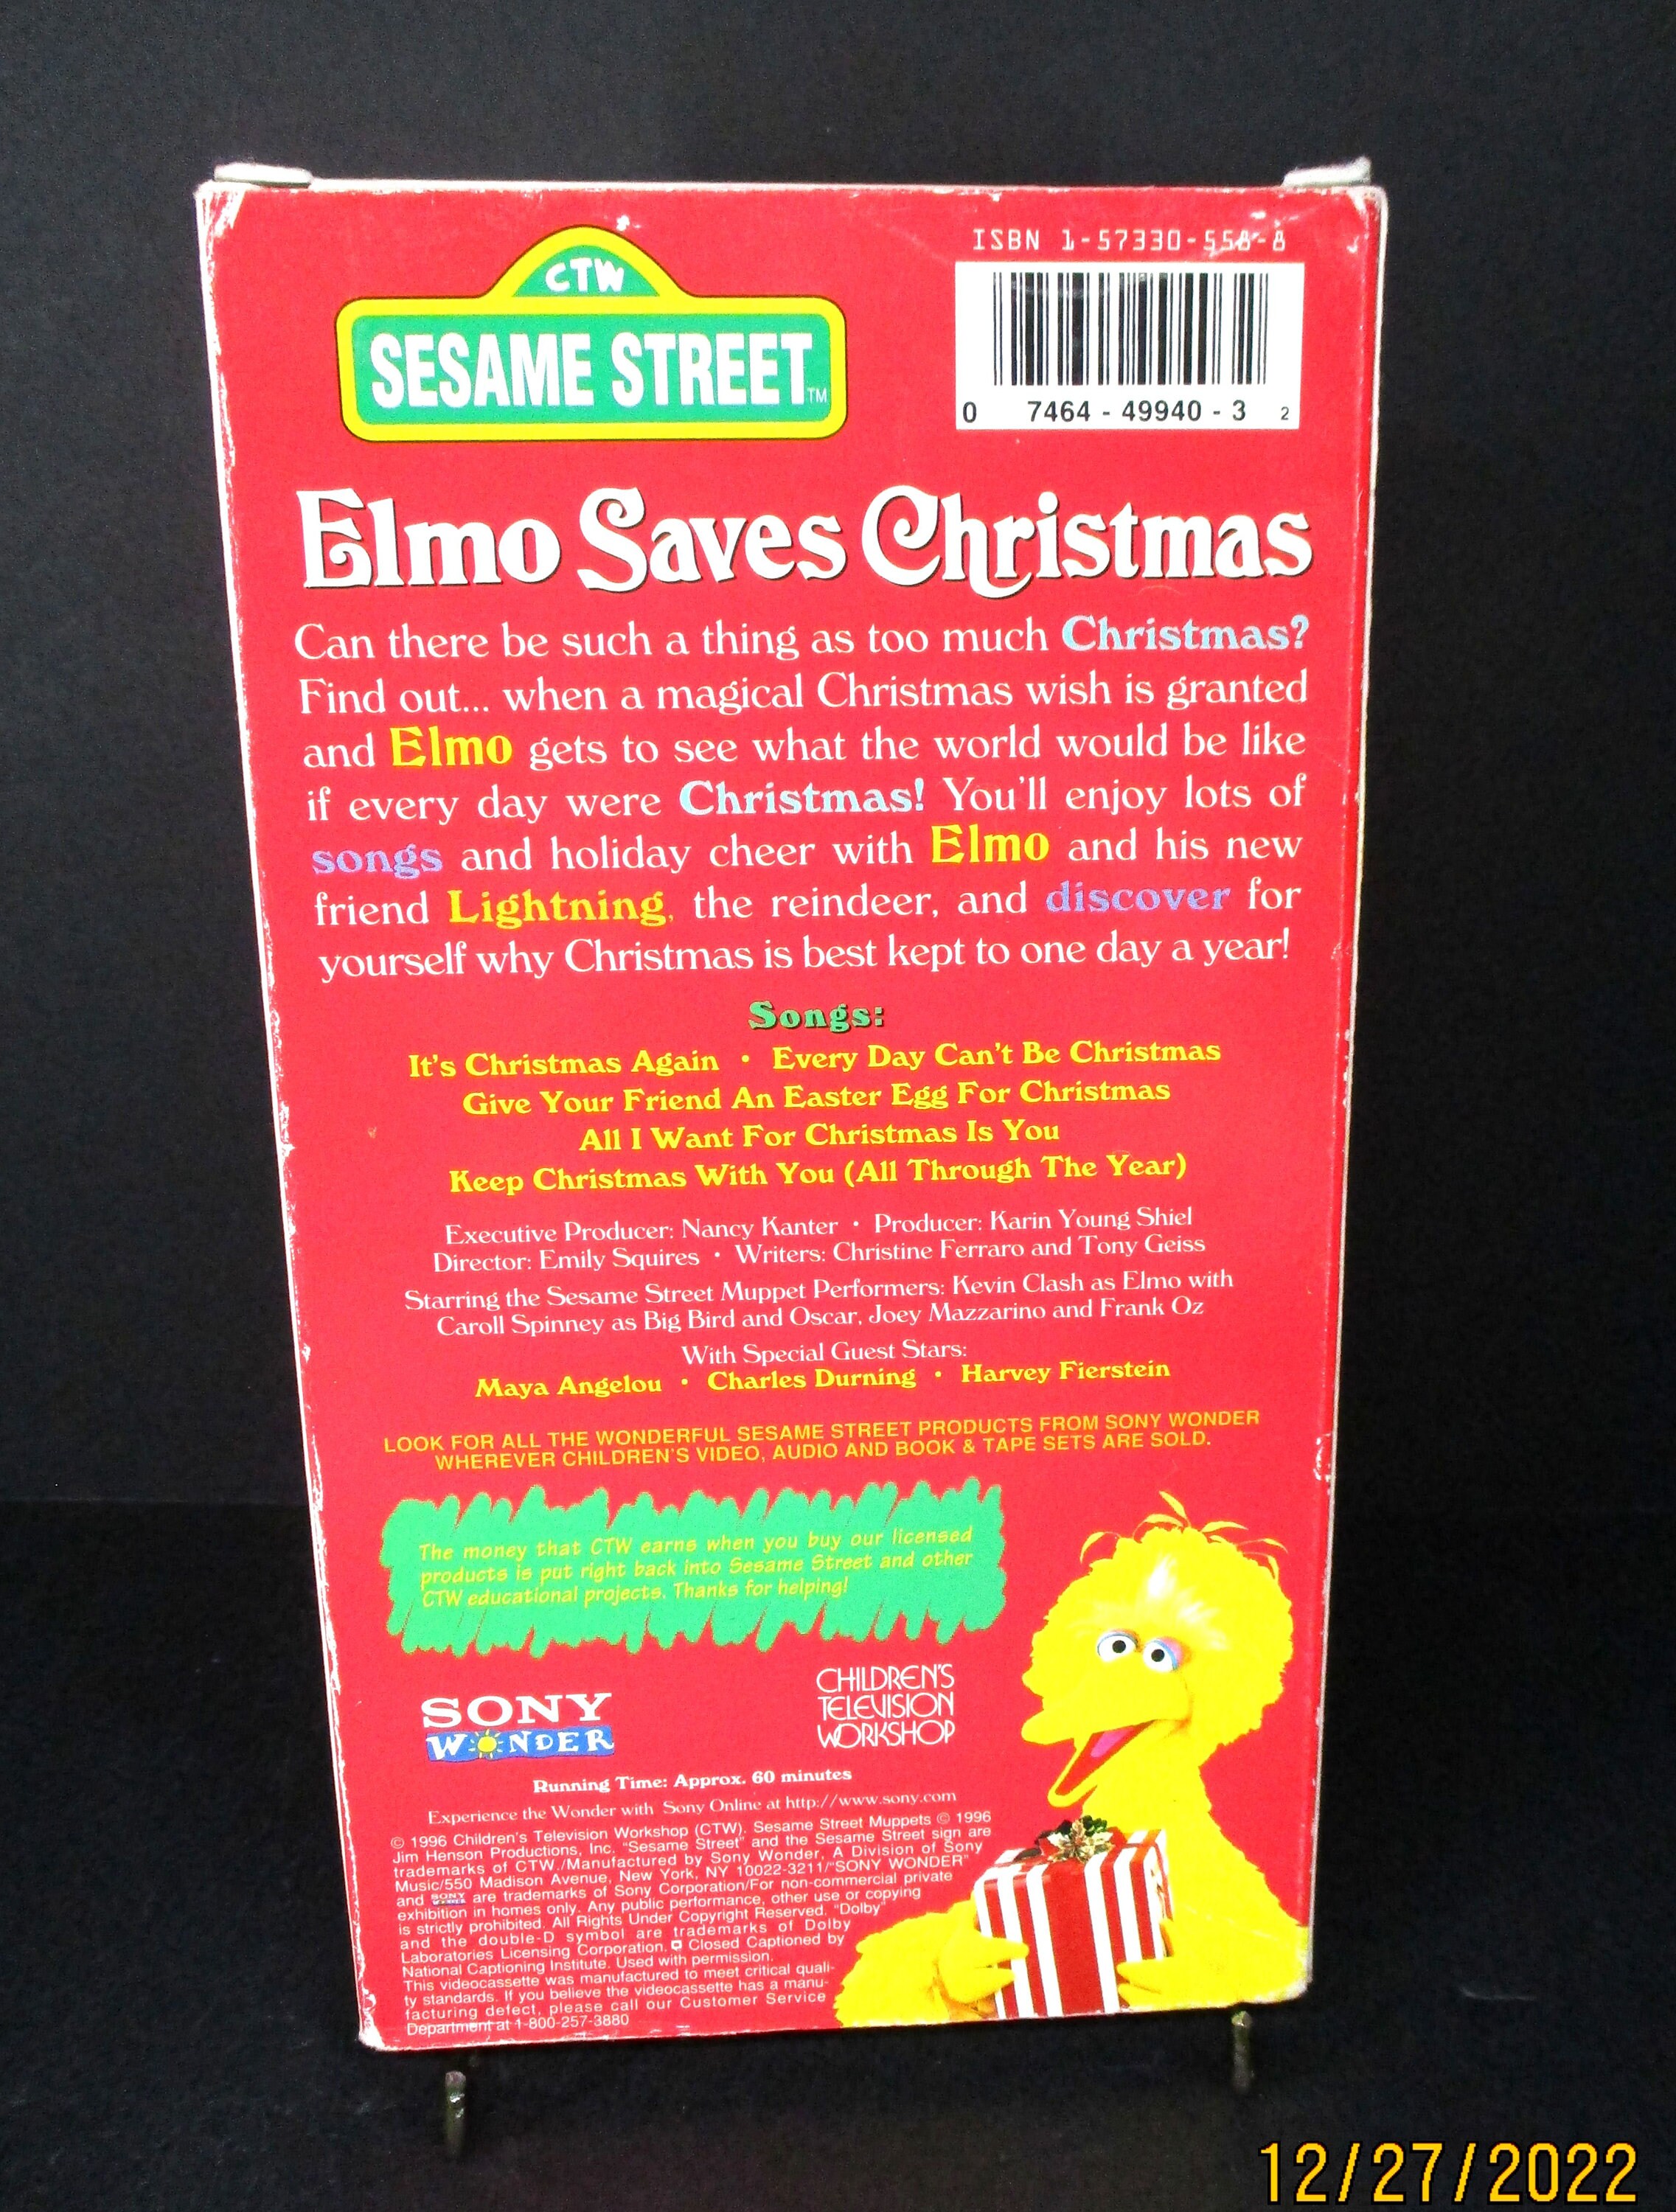 CTW
SESAME STREET TM
ISBN 1-57330-558-8
0 7464 - 49940 - 3 2
Elmo Saves Christmas
Can there be such a thing as too much Christmas?
Find out... when a magical Christmas wish is granted
and Elmo gets to see what the world would be like
if every day were Christmas! You'll enjoy lots of
songs and holiday cheer with Elmo and his new
friend Lightning, the reindeer, and discover for
yourself why Christmas is best kept to one day a year!
Songs:
It's Christmas Again • Every Day Can't Be Christmas
Give Your Friend An Easter Egg For Christmas
All I Want For Christmas Is You
Keep Christmas With You (All Through The Year)
Executive Producer: Nancy Kanter • Producer: Karin Young Shiel
Director: Emily Squires • Writers: Christine Ferraro and Tony Geiss
Starring the Sesame Street Muppet Performers: Kevin Clash as Elmo with
Caroll Spinney as Big Bird and Oscar, Joey Mazzarino and Frank Oz
With Special Guest Stars:
Maya Angelou • Charles Durning • Harvey Fierstein
LOOK FOR ALL THE WONDERFUL SESAME STREET PRODUCTS FROM SONY WONDER
WHEREVER CHILDREN'S VIDEO, AUDIO AND BOOK & TAPE SETS ARE SOLD.
The money that CTW earns when you buy our licensed
products is put right back into Sesame Street and other
CTW educational projects. Thanks for helping!
SONY
WONDER
CHILDREN'S
TELEVISION
WORKSHOP
Running Time: Approx. 60 minutes
Experience the Wonder with Sony Online at http://www.sony.com
© 1996 Children's Television Workshop (CTW). Sesame Street Muppets © 1996
Jim Henson Productions, Inc. "Sesame Street" and the Sesame Street sign are
trademarks of CTW./Manufactured by Sony Wonder, A Division of Sony
Music/550 Madison Avenue, New York, NY 10022-3211/"SONY WONDER"
and SONY WONDER are trademarks of Sony Corporation/For non-commercial private
exhibition in homes only. Any public performance, other use or copying
is strictly prohibited. All Rights Under Copyright Reserved. "Dolby"
and the double-D symbol are trademarks of Dolby
Laboratories Licensing Corporation. Closed Captioned by
National Captioning Institute. Used with permission.
This videocassette was manufactured to meet critical quali-
ty standards. If you believe the videocassette has a manu-
facturing defect, please call our Customer Service
Department at 1-800-257-3880
12/27/2022